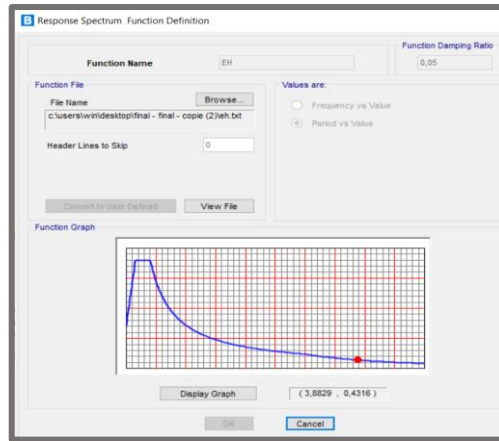 B Response Spectrum Function Definition
Function Damping Ratio
Function Name
EH
0,05
Function File
Values are:
File Name
Browse...
c:\users\win\desktop\final - final - copie (2)\eh.txt
Frequency vs Value
Period vs Value
Header Lines to Skip
0
Convert to User Defined
View File
Function Graph
Display Graph
( 3,8829 , 0,4316 )
OK
Cancel